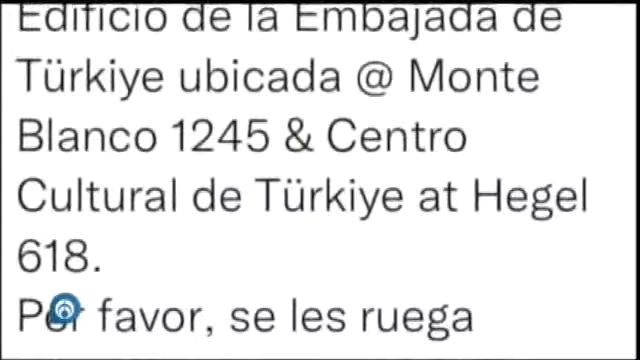 Edificio de la Embajada de
Türkiye ubicada @ Monte
Blanco 1245 & Centro
Cultural de Türkiye at Hegel
618.
Por favor, se les ruega